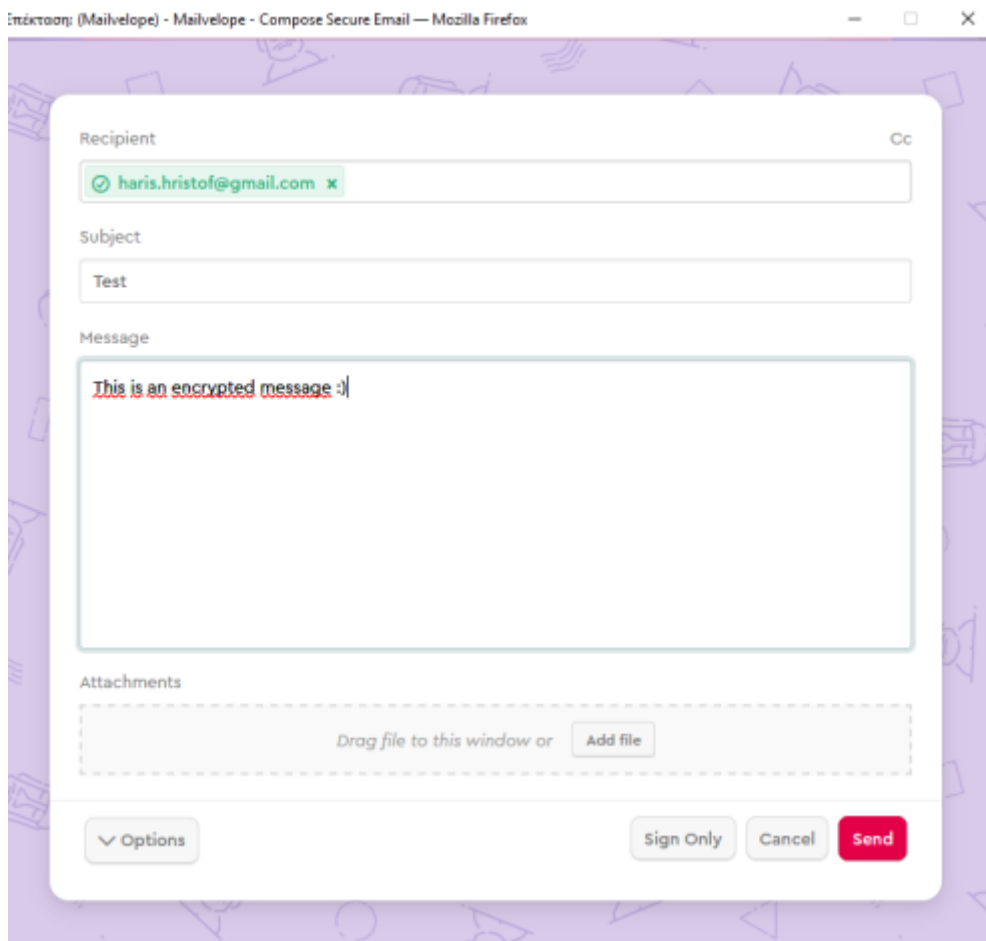 Επέκταση: (Mailvelope) - Mailvelope - Compose Secure Email — Mozilla Firefox
Recipient Cc
haris.hristof@gmail.com ×
Subject
Test
Message
This is an encrypted message :)
Attachments
Drag file to this window or Add file
Options Sign Only Cancel Send